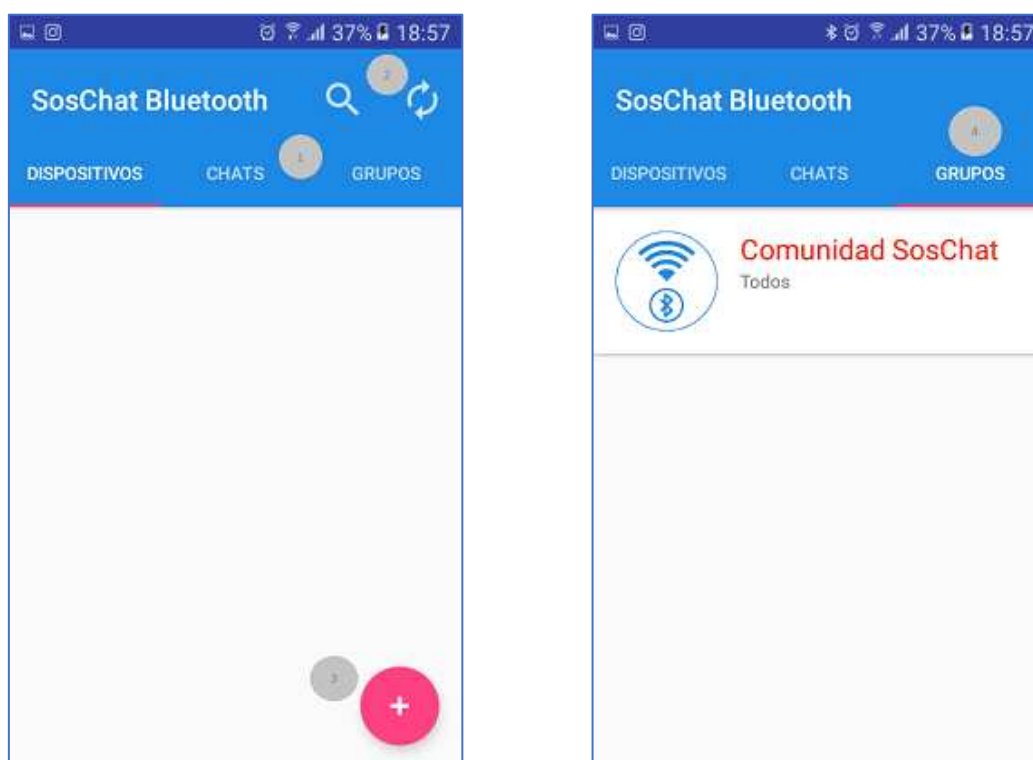 37% 18:57
SosChat Bluetooth
2
1
DISPOSITIVOS CHATS GRUPOS
3
+
37% 18:57
SosChat Bluetooth
4
DISPOSITIVOS CHATS GRUPOS
Comunidad SosChat
Todos